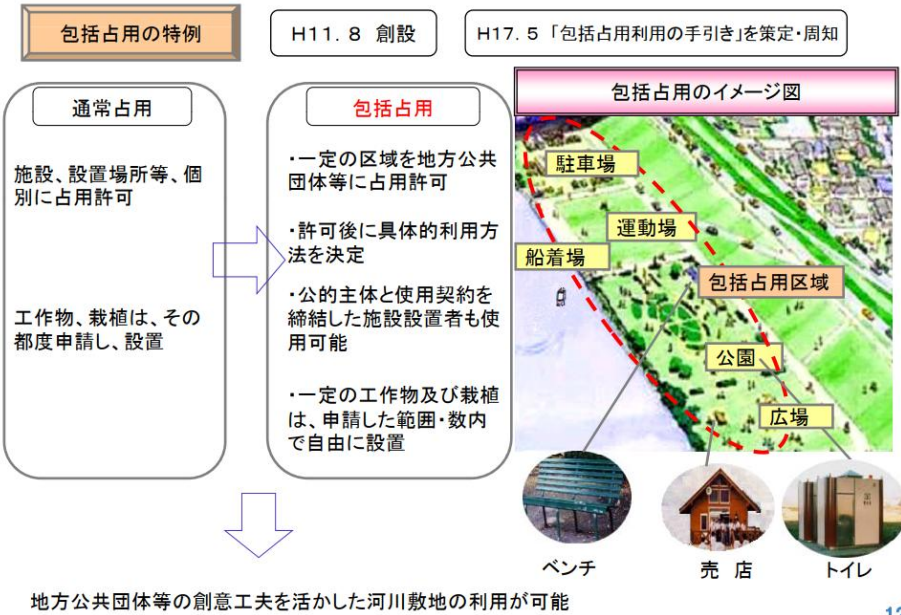 包括占用の特例
H11.8 創設
H17.5 「包括占用利用の手引き」を策定・周知
通常占用
施設、設置場所等、個
別に占用許可
工作物、栽植は、その
都度申請し、設置
包括占用
・一定の区域を地方公共
団体等に占用許可
・許可後に具体的利用方
法を決定
・公的主体と使用契約を
締結した施設設置者も使
用可能
・一定の工作物及び栽植
は、申請した範囲・数内
で自由に設置
包括占用のイメージ図
駐車場
運動場
船着場
包括占用区域
公園
広場
ベンチ
売 店
トイレ
地方公共団体等の創意工夫を活かした河川敷地の利用が可能